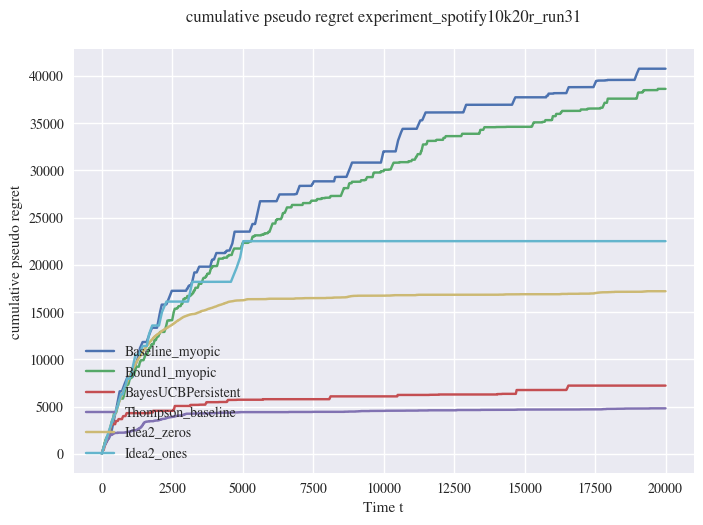 cumulative pseudo regret experiment_spotify10k20r_run31
cumulative pseudo regret
40000
35000
30000
25000
20000
15000
10000
5000
0
Baseline_myopic
Bound1_myopic
BayesUCBPersistent
Thompson_baseline
Idea2_zeros
Idea2_ones
0 2500 5000 7500 10000 12500 15000 17500 20000
Time t